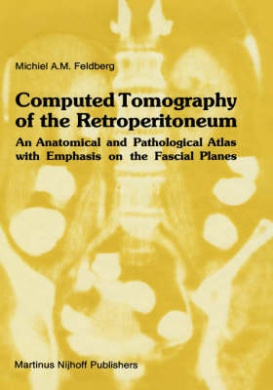 Michiel A.M. Feldberg
Computed Tomography
of the Retroperitoneum
An Anatomical and Pathological Atlas
with Emphasis on the Fascial Planes
Martinus Nijhoff Publishers